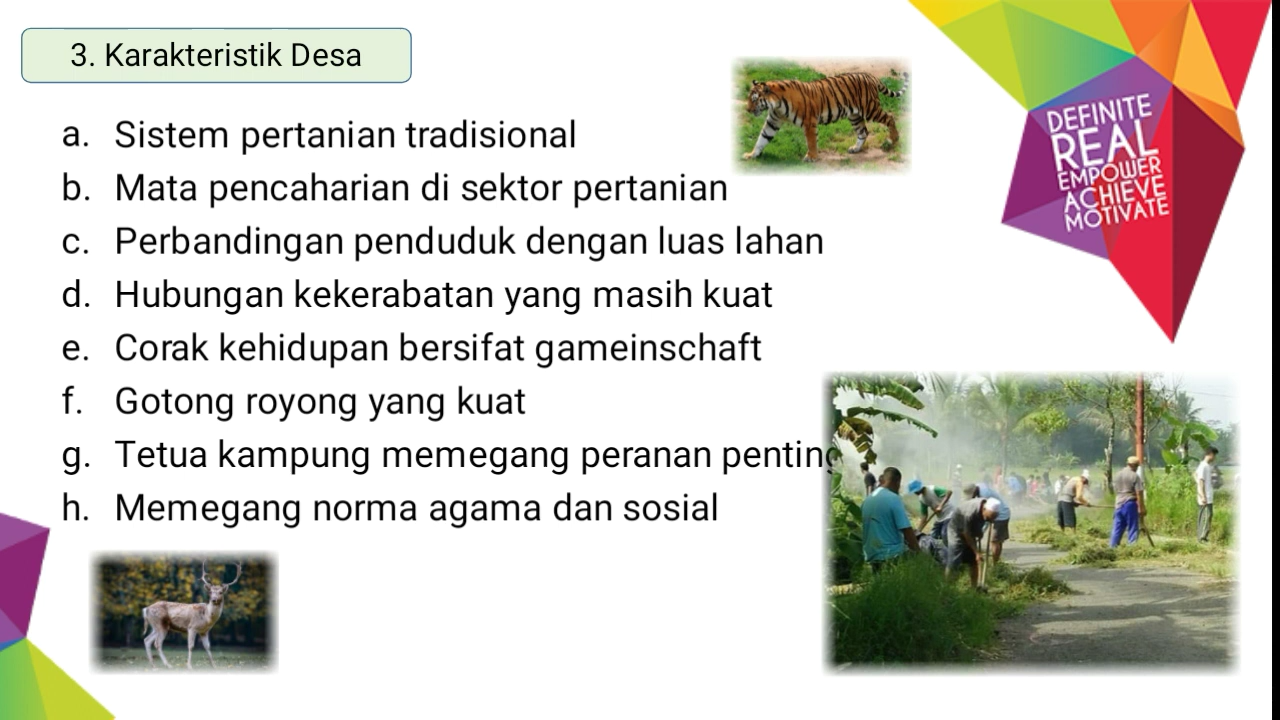 3. Karakteristik Desa
a. Sistem pertanian tradisional
b. Mata pencaharian di sektor pertanian
c. Perbandingan penduduk dengan luas lahan
d. Hubungan kekerabatan yang masih kuat
e. Corak kehidupan bersifat gameinschaft
f. Gotong royong yang kuat
g. Tetua kampung memegang peranan penting
h. Memegang norma agama dan sosial
DEFINITE
REAL
EMPOWER
ACHIEVE
MOTIVATE